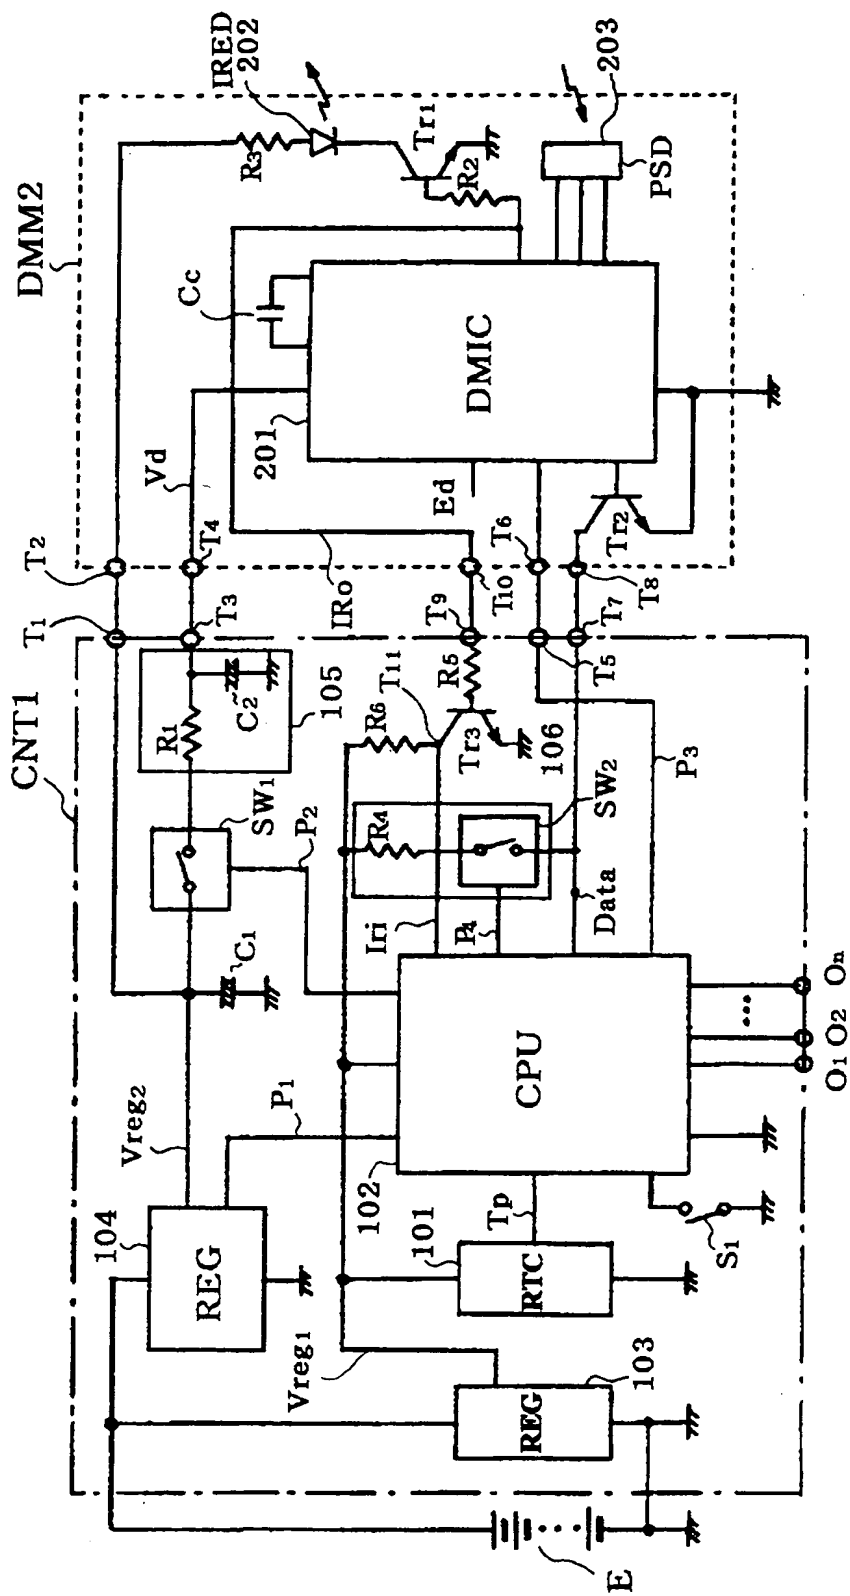 DMM2
CNT1
IRED
202
203
PSD
R3
Tr1
R2
Cc
DMIC
201
Vd
Ed
IRo
Tr2
T2
T4
T10
T6
T8
T1
T3
T9
T5
T7
T11
R1
C2
105
R5
R6
Tr3
106
SW1
SW2
R4
P2
P3
P4
Iri
Data
C1
Vreg2
P1
CPU
102
On
O2
O1
...
104
REG
101
RTC
Tp
S1
Vreg1
103
REG
E